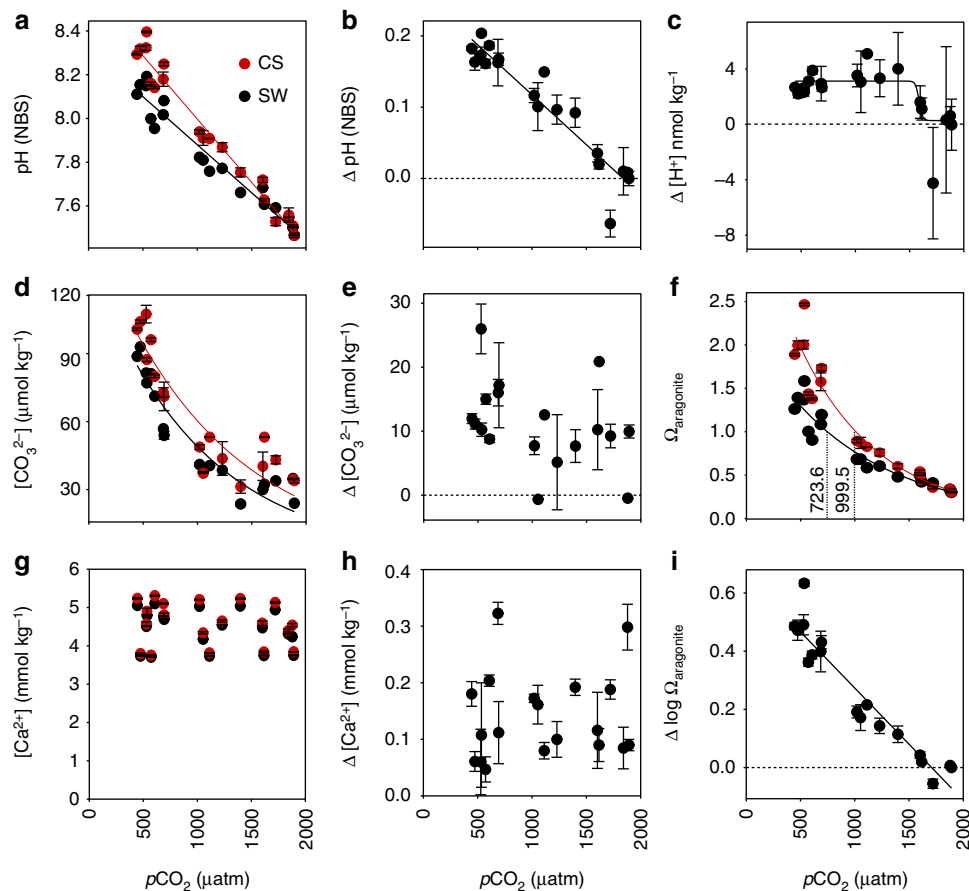 a
b
c
8.4
8.2
8.0
7.8
7.6
pH (NBS)
CS
SW
0.2
0.1
0.0
Δ pH (NBS)
4
0
−4
−8
Δ [H⁺] nmol kg⁻¹
d
e
f
120
90
60
30
[CO₃²⁻] (μmol kg⁻¹)
30
20
10
0
Δ [CO₃²⁻] (μmol kg⁻¹)
2.5
2.0
1.5
1.0
0.5
0.0
Ωaragonite
723.6
999.5
g
h
i
6
5
4
3
2
1
0
[Ca²⁺] (mmol kg⁻¹)
0.4
0.3
0.2
0.1
0.0
Δ [Ca²⁺] (mmol kg⁻¹)
0.6
0.4
0.2
0.0
Δ log Ωaragonite
0 500 1000 1500 2000
0 500 1000 1500 2000
0 500 1000 1500 2000
pCO₂ (μatm)
pCO₂ (μatm)
pCO₂ (μatm)